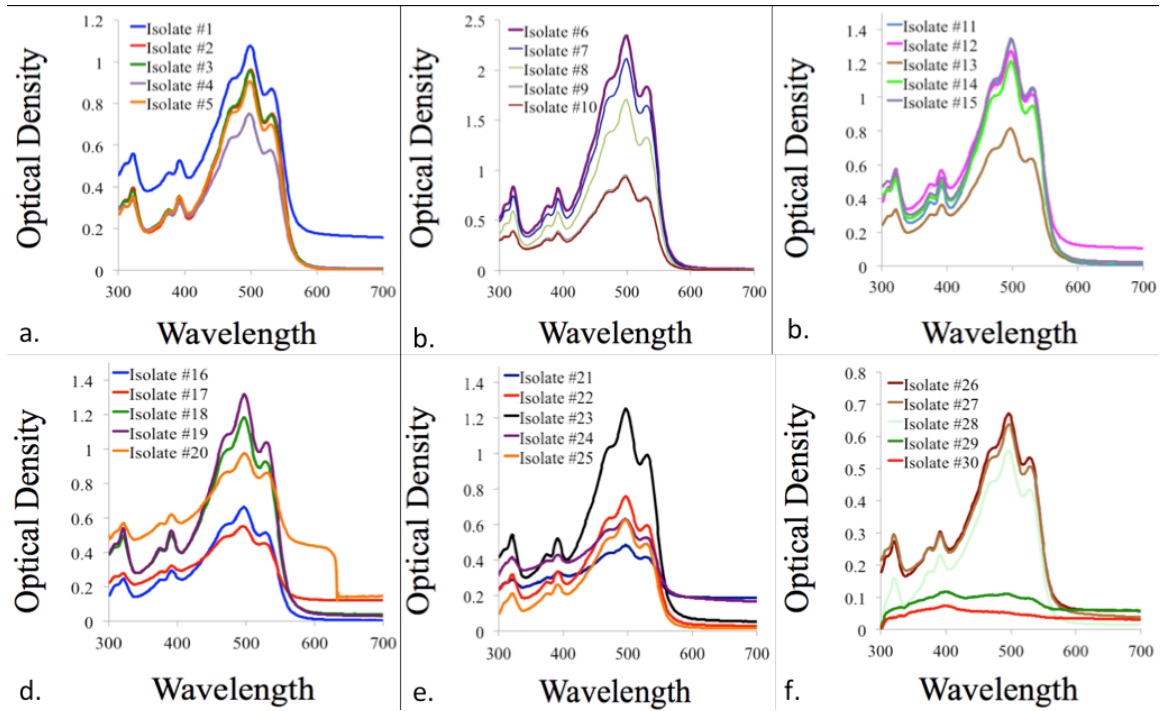 1.2
1
0.8
0.6
0.4
0.2
0
Optical Density
Isolate #1
Isolate #2
Isolate #3
Isolate #4
Isolate #5
300 400 500 600 700
Wavelength
a.
2.5
2
1.5
1
0.5
0
Optical Density
Isolate #6
Isolate #7
Isolate #8
Isolate #9
Isolate #10
300 400 500 600 700
Wavelength
b.
1.4
1.2
1
0.8
0.6
0.4
0.2
0
Optical Density
Isolate #11
Isolate #12
Isolate #13
Isolate #14
Isolate #15
300 400 500 600 700
Wavelength
b.
1.4
1.2
1
0.8
0.6
0.4
0.2
0
Optical Density
Isolate #16
Isolate #17
Isolate #18
Isolate #19
Isolate #20
300 400 500 600 700
Wavelength
d.
1.4
1.2
1
0.8
0.6
0.4
0.2
0
Optical Density
Isolate #21
Isolate #22
Isolate #23
Isolate #24
Isolate #25
300 400 500 600 700
Wavelength
e.
0.8
0.7
0.6
0.5
0.4
0.3
0.2
0.1
0
Optical Density
Isolate #26
Isolate #27
Isolate #28
Isolate #29
Isolate #30
300 400 500 600 700
Wavelength
f.